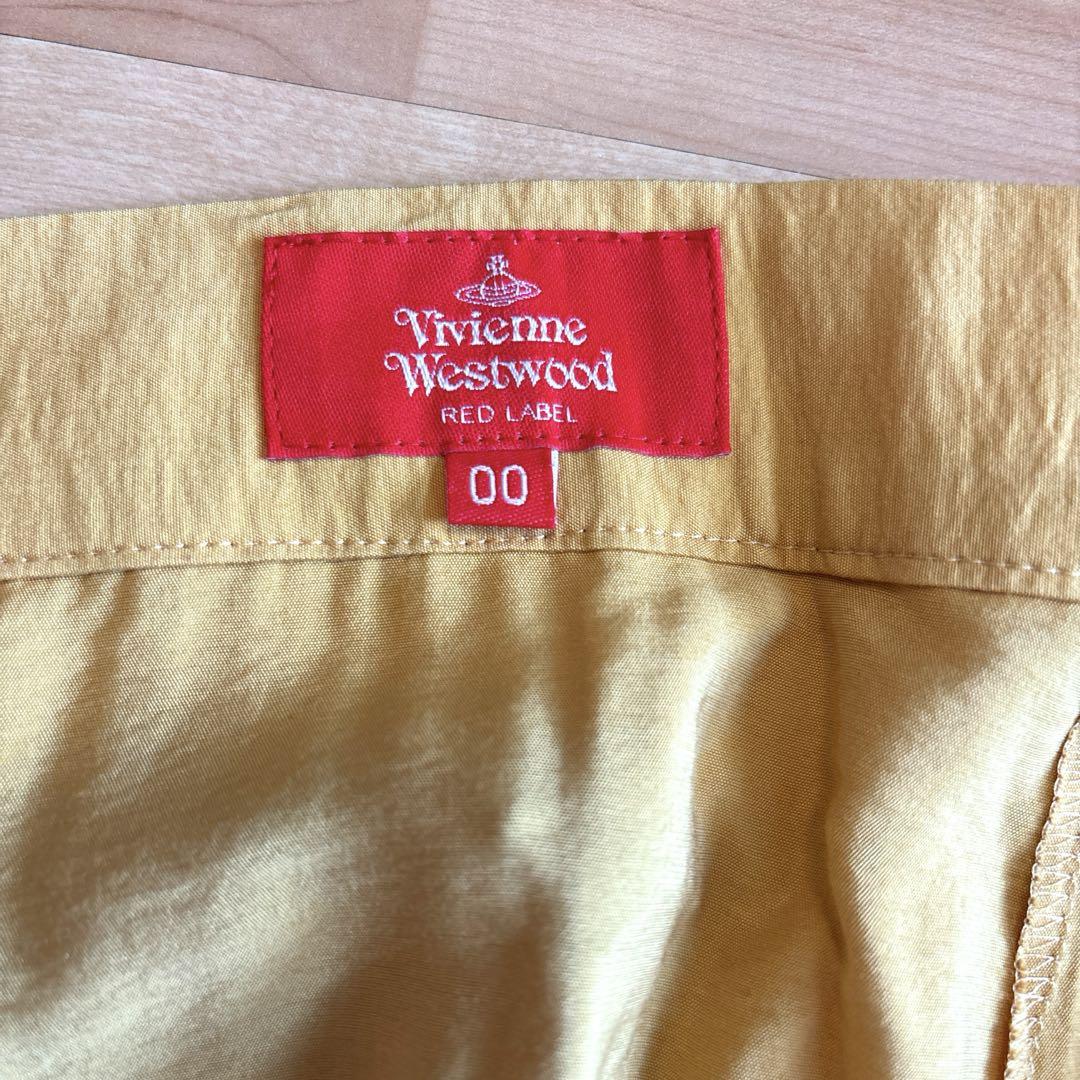 Vivienne
Westwood
RED LABEL
00